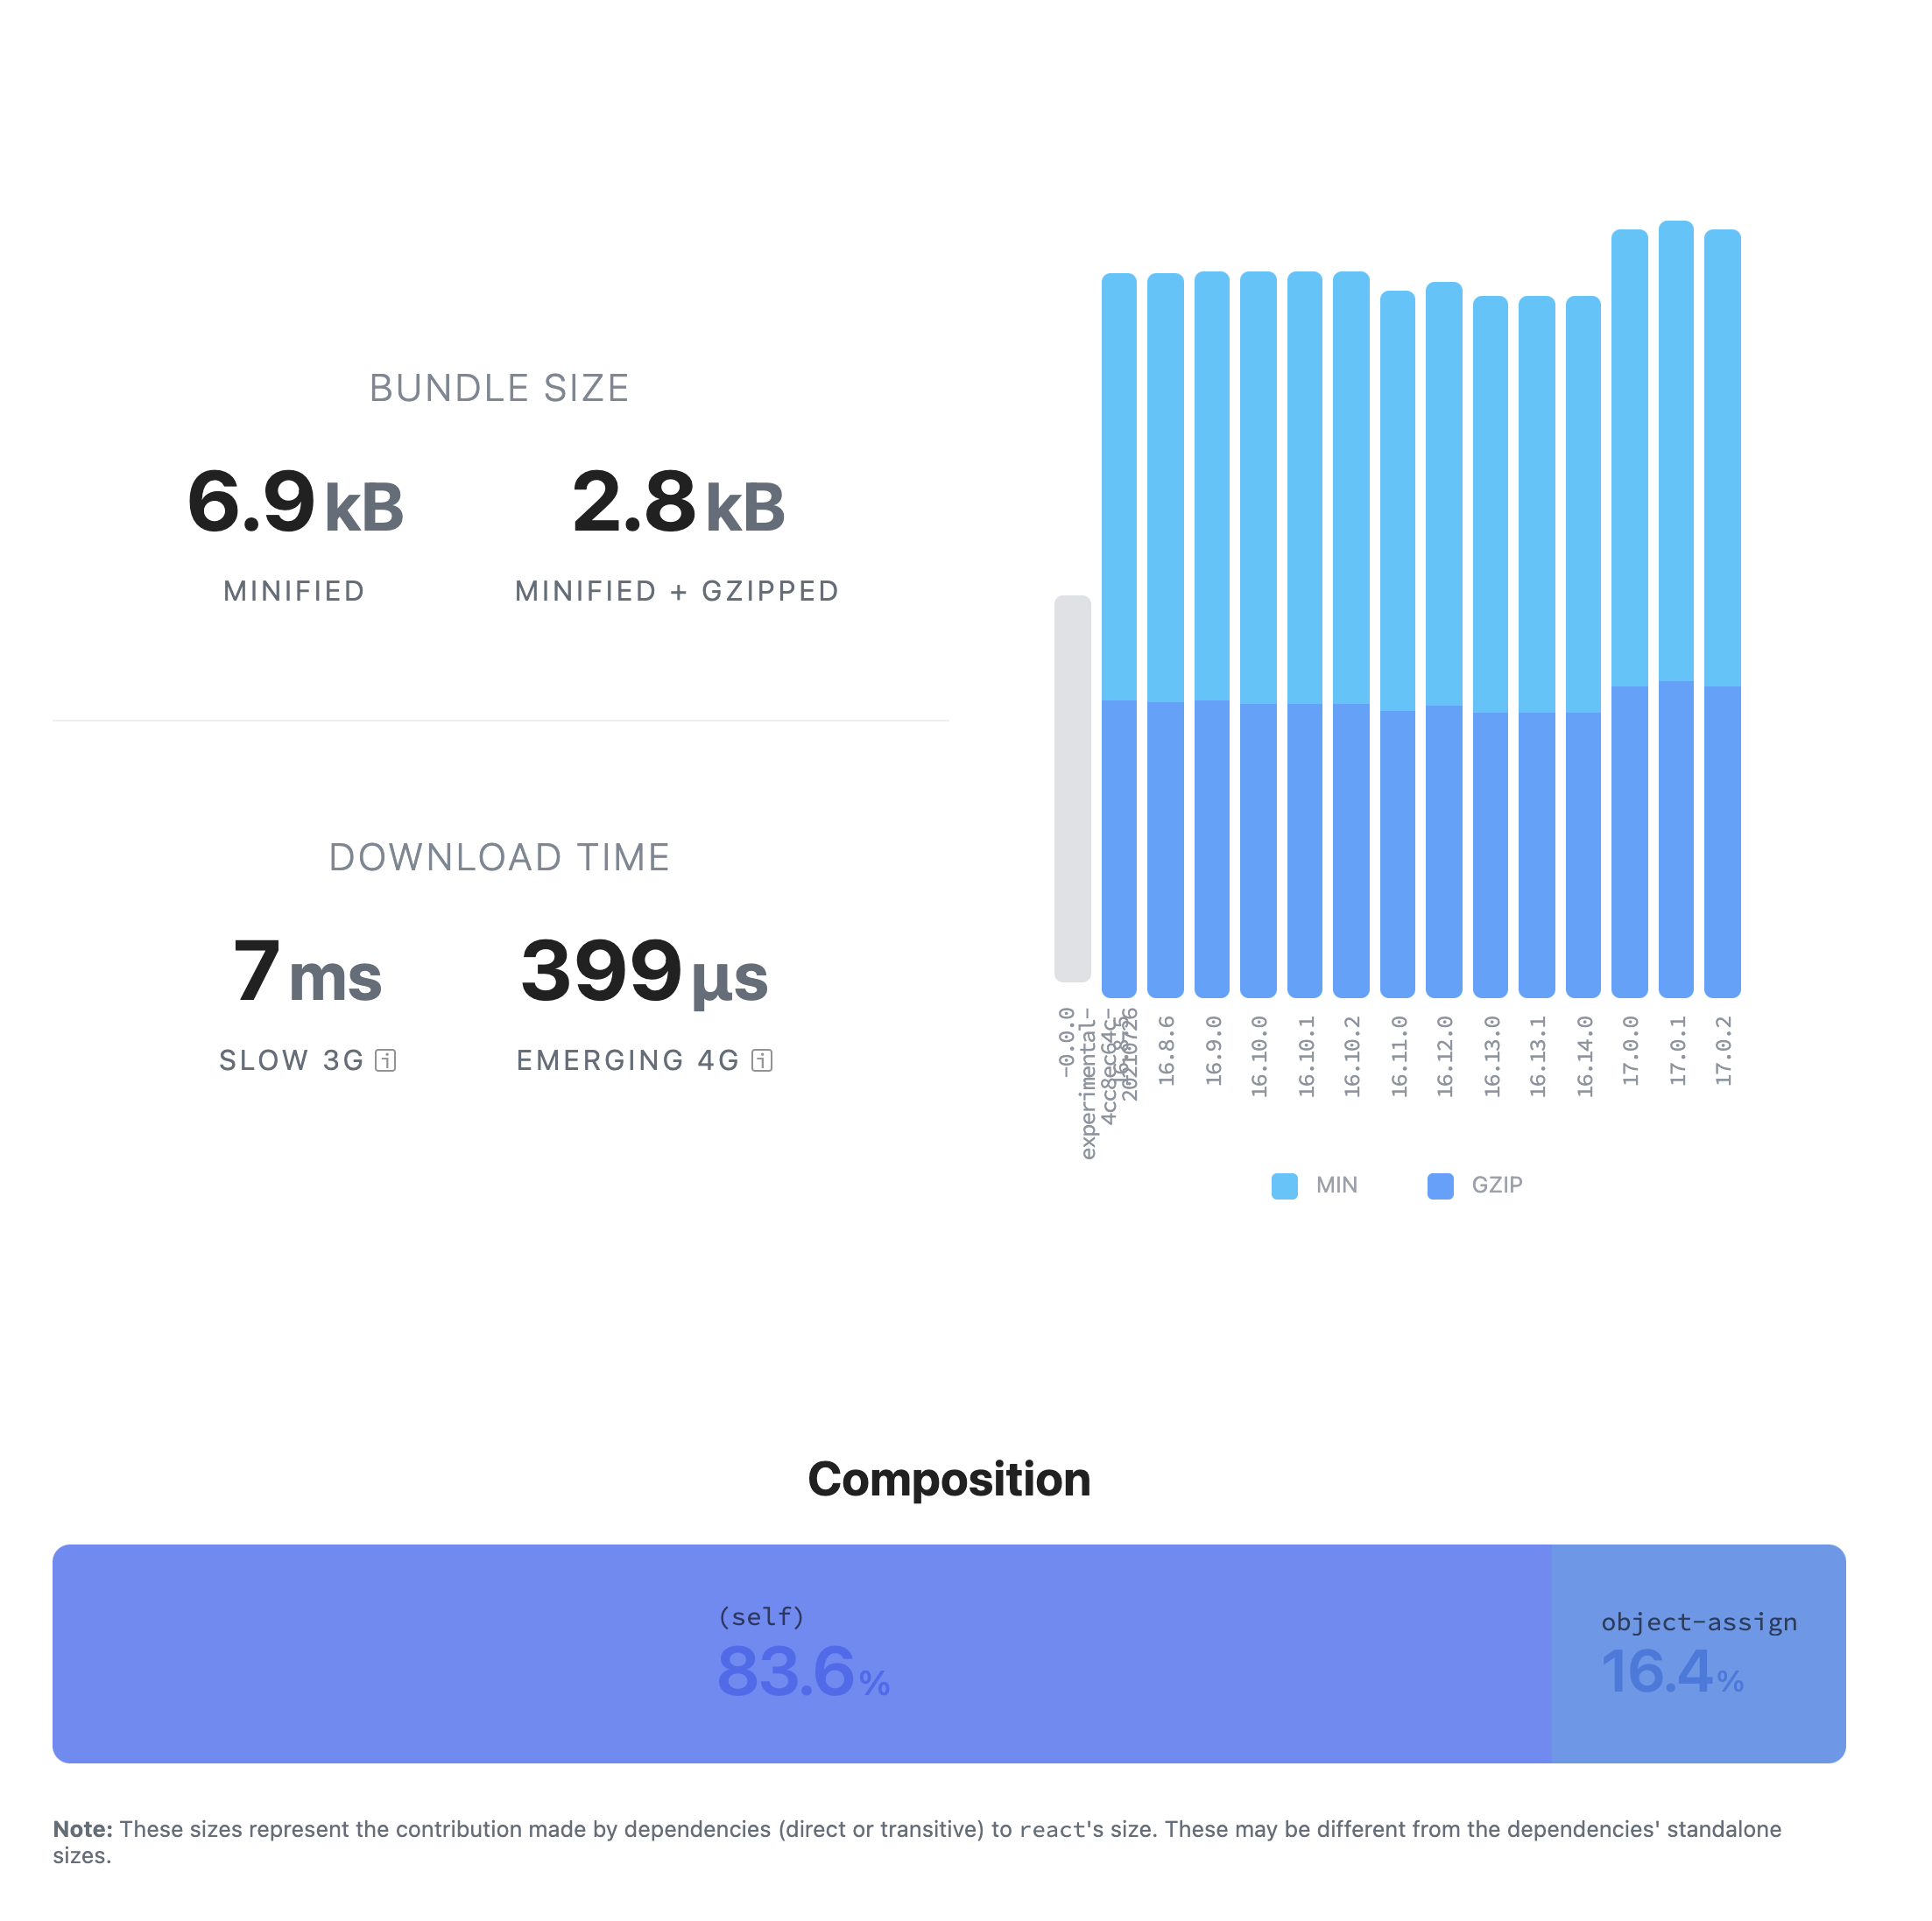 BUNDLE SIZE
6.9 kB
2.8 kB
MINIFIED
MINIFIED + GZIPPED
DOWNLOAD TIME
7 ms
399 µs
SLOW 3G
EMERGING 4G
-0.0.0
experimental-
4cc8ec64c-
20210726
16.8.6
16.9.0
16.10.0
16.10.1
16.10.2
16.11.0
16.12.0
16.13.0
16.13.1
16.14.0
17.0.0
17.0.1
17.0.2
MIN
GZIP
Composition
(self)
83.6%
object-assign
16.4%
Note: These sizes represent the contribution made by dependencies (direct or transitive) to react's size. These may be different from the dependencies' standalone
sizes.